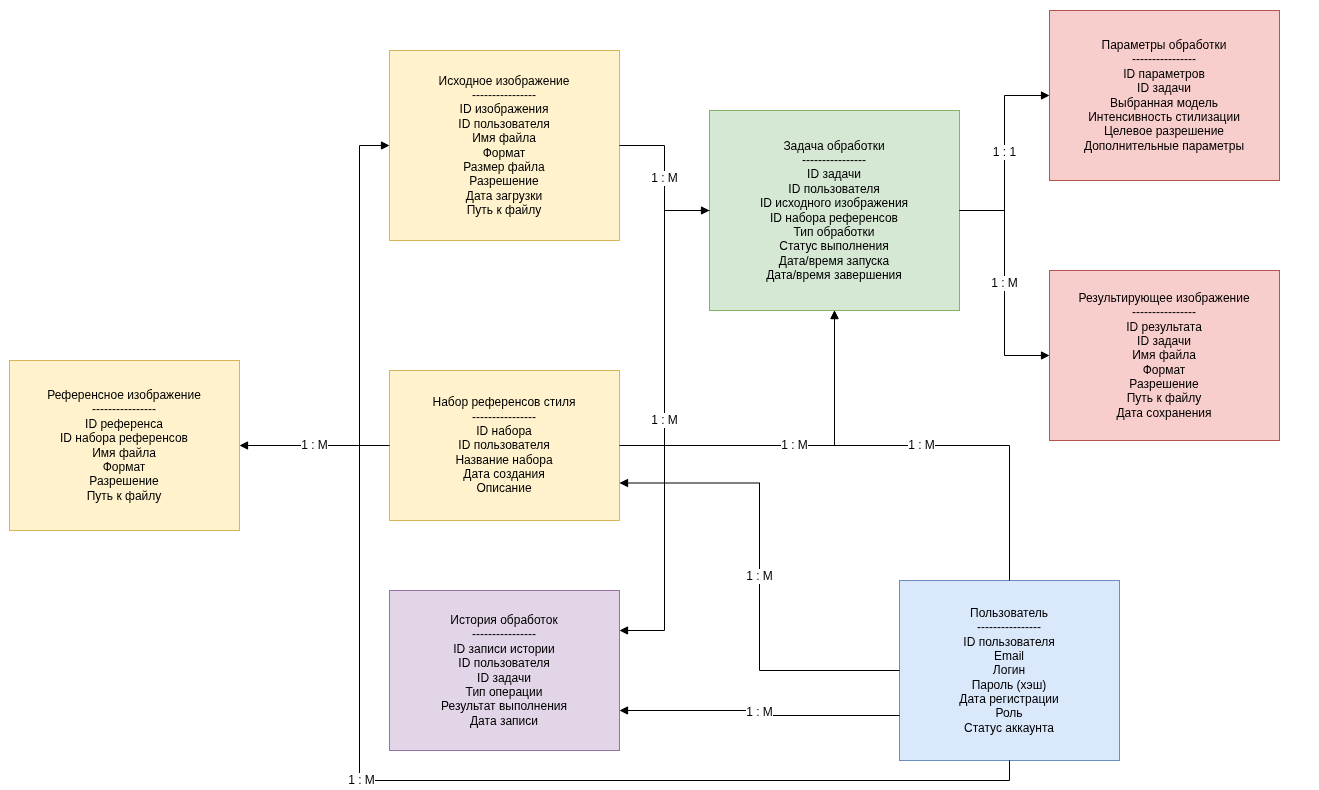 Исходное изображение
----------------
ID изображения
ID пользователя
Имя файла
Формат
Размер файла
Разрешение
Дата загрузки
Путь к файлу
1 : M
Задача обработки
----------------
ID задачи
ID пользователя
ID исходного изображения
ID набора референсов
Тип обработки
Статус выполнения
Дата/время запуска
Дата/время завершения
1 : 1
1 : M
Параметры обработки
----------------
ID параметров
ID задачи
Выбранная модель
Интенсивность стилизации
Целевое разрешение
Дополнительные параметры
Результирующее изображение
----------------
ID результата
ID задачи
Имя файла
Формат
Разрешение
Путь к файлу
Дата сохранения
Референсное изображение
----------------
ID референса
ID набора референсов
Имя файла
Формат
Разрешение
Путь к файлу
1 : M
Набор референсов стиля
----------------
ID набора
ID пользователя
Название набора
Дата создания
Описание
1 : M
1 : M
1 : M
1 : M
История обработок
----------------
ID записи истории
ID пользователя
ID задачи
Тип операции
Результат выполнения
Дата записи
1 : M
Пользователь
----------------
ID пользователя
Email
Логин
Пароль (хэш)
Дата регистрации
Роль
Статус аккаунта
1 : M